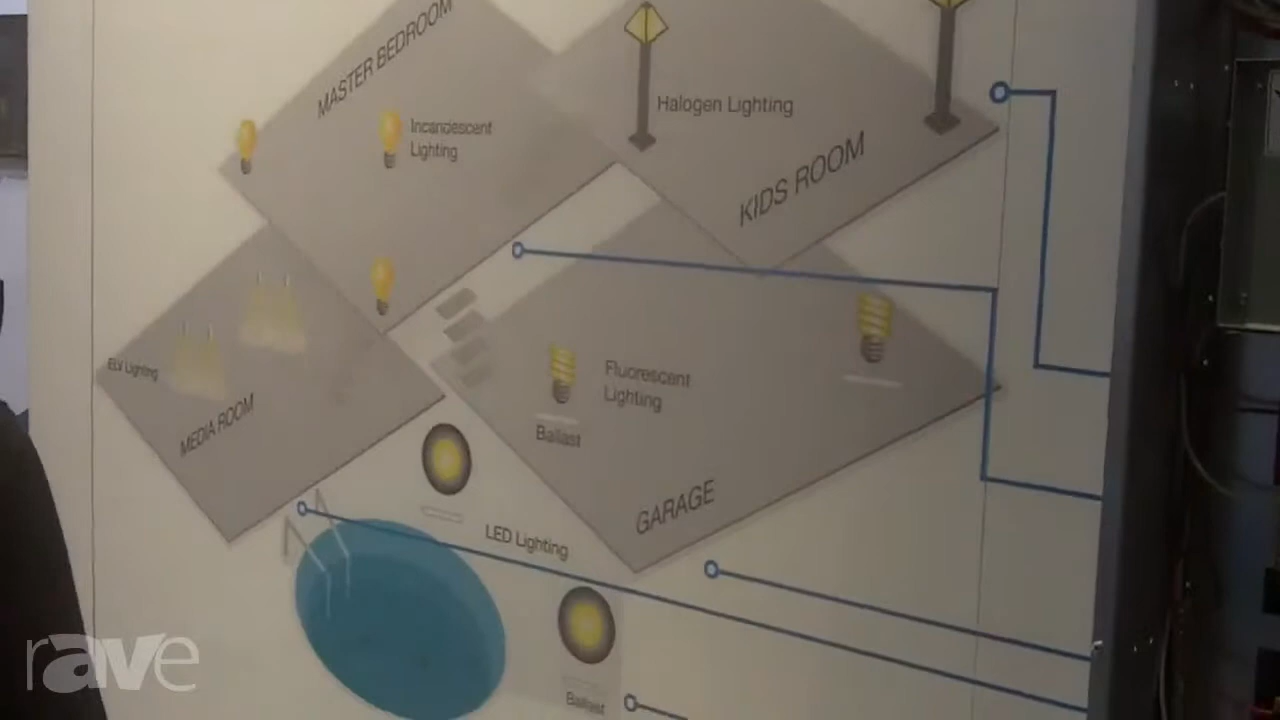 MASTER BEDROOM
Incandescent
Lighting
Halogen Lighting
KIDS ROOM
ELV Lighting
MEDIA ROOM
Fluorescent
Lighting
Ballast
GARAGE
LED Lighting
Ballast
rave